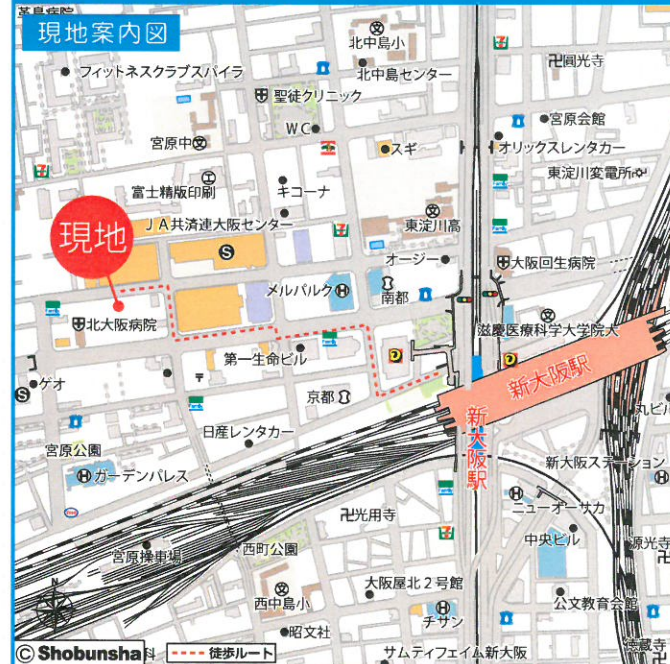 現地案内図
北中島小
北中島センター
圓光寺
フィットネスクラブスパイラ
聖徒クリニック
WC
宮原会館
宮原中
スギ
オリックスレンタカー
東淀川変電所
富士精版印刷
キコーナ
JA共済連大阪センター
東淀川高
現地
オージー
大阪回生病院
メルパルク
南都
北大阪病院
滋慶医療科学大学院大
第一生命ビル
新大阪駅
ゲオ
京都
新大阪駅
丸ビル
日産レンタカー
宮原公園
ガーデンパレス
新大阪ステーション
ニューオーサカ
光用寺
中央ビル
源光寺
宮原操車場
西町公園
大阪屋北2号館
西中島小
チサン
公文教育会館
昭文社
徳蔵寺
© Shobunsha
徒歩ルート
サムティフェイム新大阪